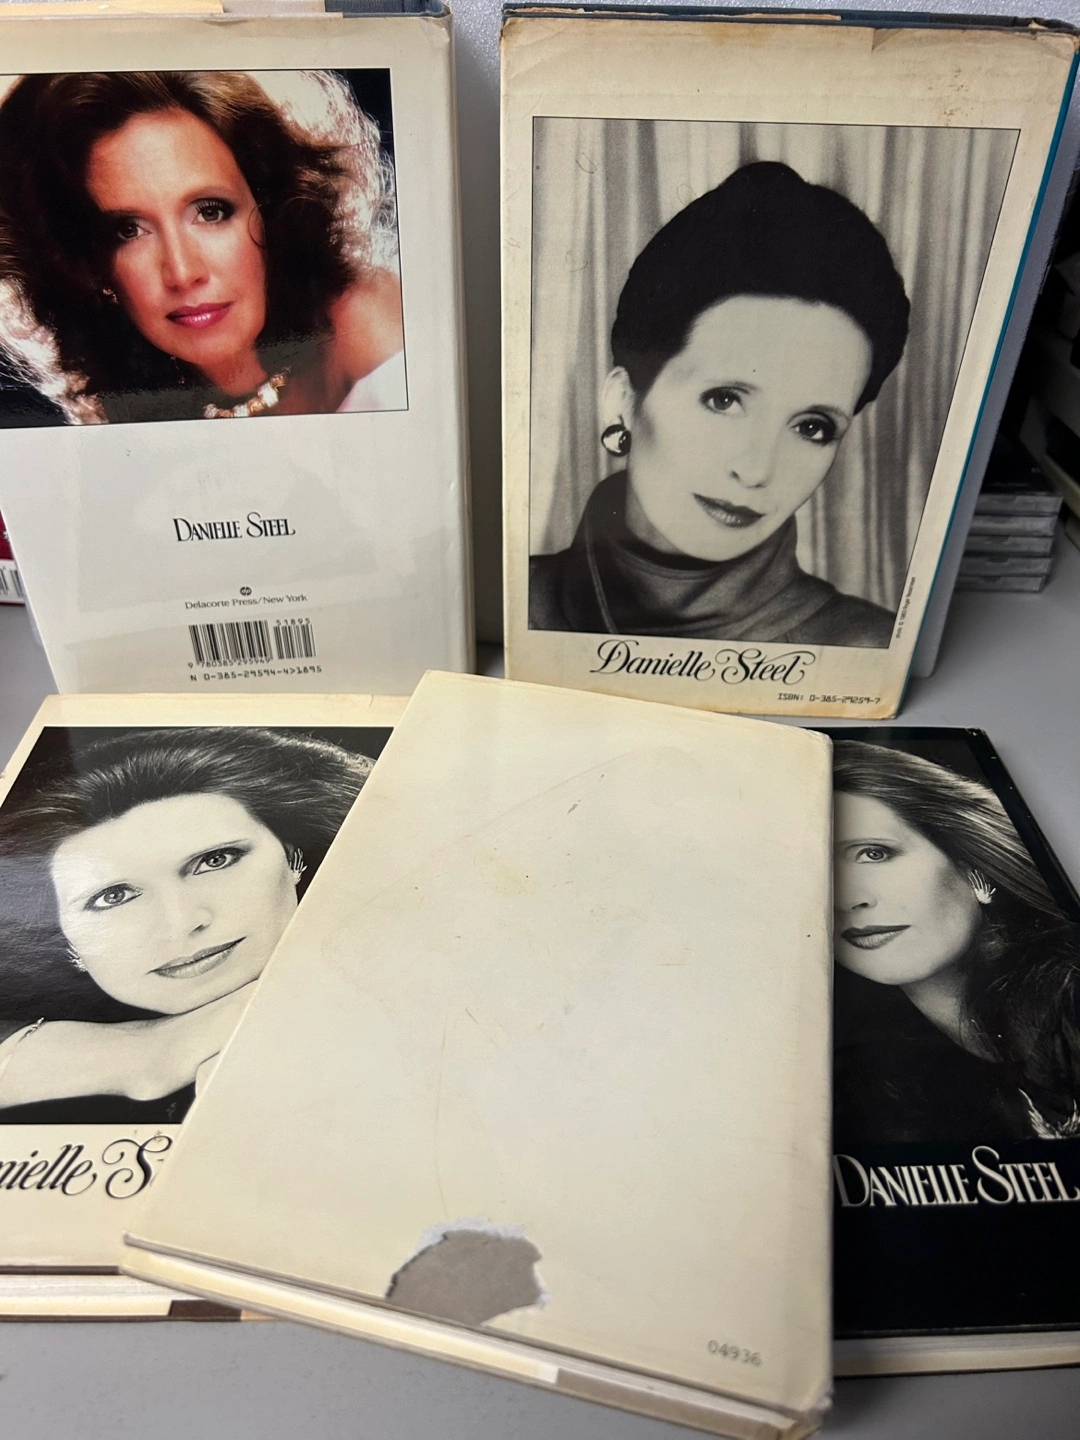 DANIELLE STEEL
Delacorte Press/New York
51895
9 780385 295949
N 0-385-29594-4>1895
Danielle Steel
ISBN: 0-385-29259-7
nielle S
04936
DANIELLE STEEL